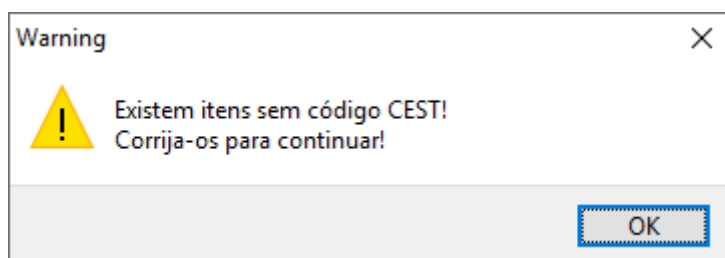 Warning
Existem itens sem código CEST!
Corrija-os para continuar!
OK